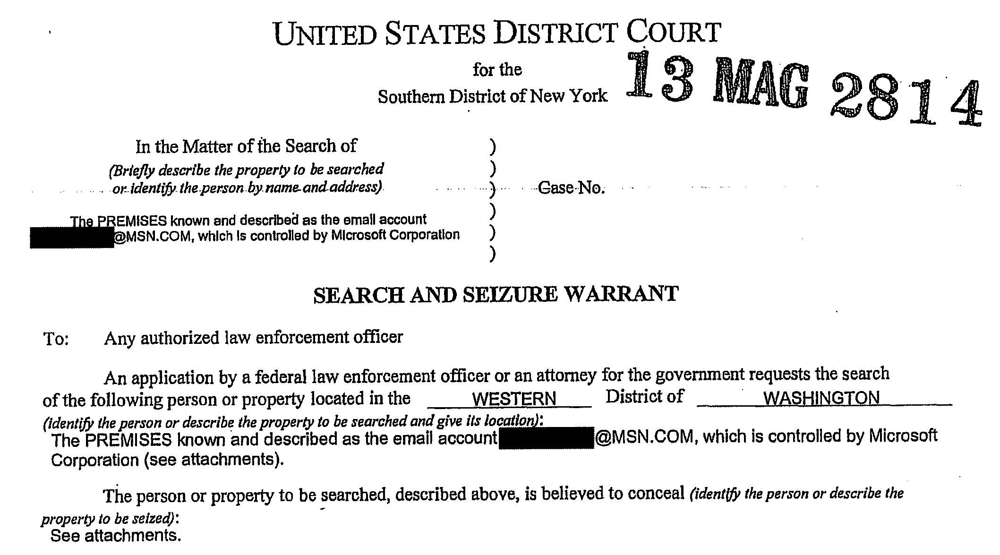 UNITED STATES DISTRICT COURT
for the
Southern District of New York
13 MAG 2814
In the Matter of the Search of )
(Briefly describe the property to be searched )
or identify the person by name and address) ) Case No.
The PREMISES known and described as the email account )
@MSN.COM, which is controlled by Microsoft Corporation )
)
SEARCH AND SEIZURE WARRANT
To: Any authorized law enforcement officer
An application by a federal law enforcement officer or an attorney for the government requests the search
of the following person or property located in the WESTERN District of WASHINGTON
(identify the person or describe the property to be searched and give its location):
The PREMISES known and described as the email account @MSN.COM, which is controlled by Microsoft
Corporation (see attachments).
The person or property to be searched, described above, is believed to conceal (identify the person or describe the
property to be seized):
See attachments.